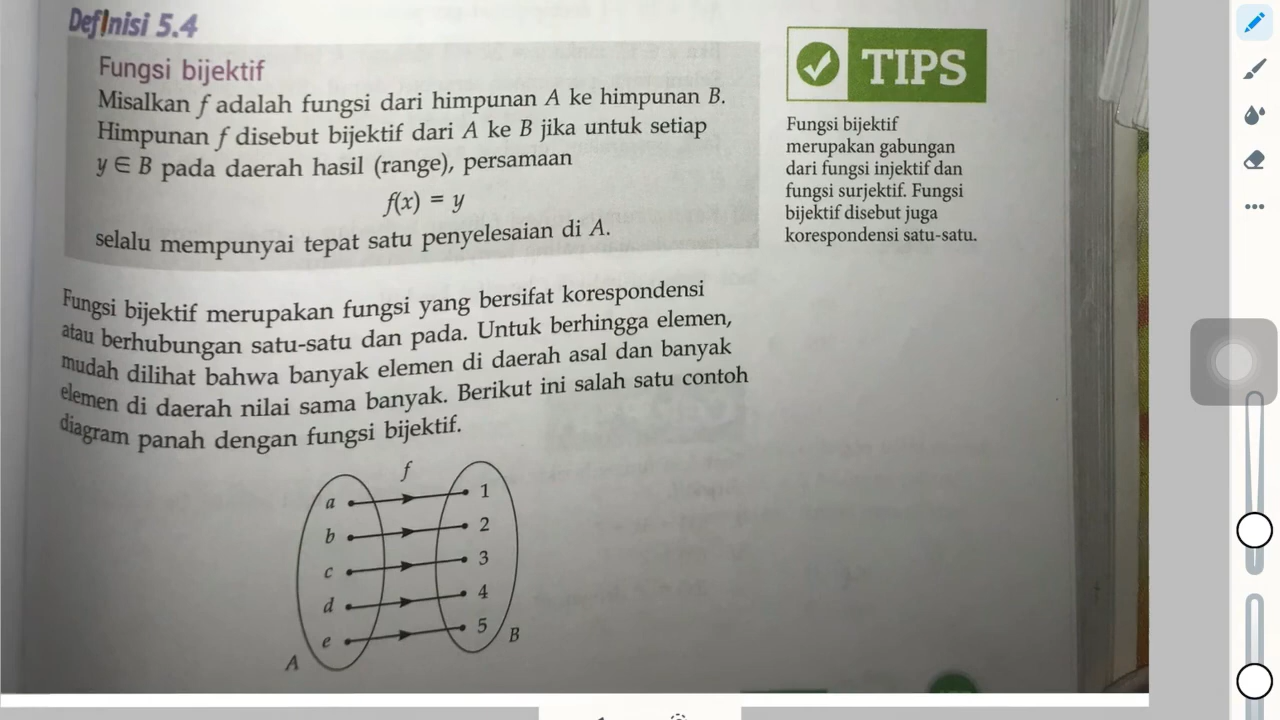 Definisi 5.4
Fungsi bijektif
Misalkan f adalah fungsi dari himpunan A ke himpunan B.
Himpunan f disebut bijektif dari A ke B jika untuk setiap
y ∈ B pada daerah hasil (range), persamaan
f(x) = y
selalu mempunyai tepat satu penyelesaian di A.
TIPS
Fungsi bijektif
merupakan gabungan
dari fungsi injektif dan
fungsi surjektif. Fungsi
bijektif disebut juga
korespondensi satu-satu.
Fungsi bijektif merupakan fungsi yang bersifat korespondensi
atau berhubungan satu-satu dan pada. Untuk berhingga elemen,
mudah dilihat bahwa banyak elemen di daerah asal dan banyak
elemen di daerah nilai sama banyak. Berikut ini salah satu contoh
diagram panah dengan fungsi bijektif.
f
a 1
b 2
c 3
d 4
e 5
A B